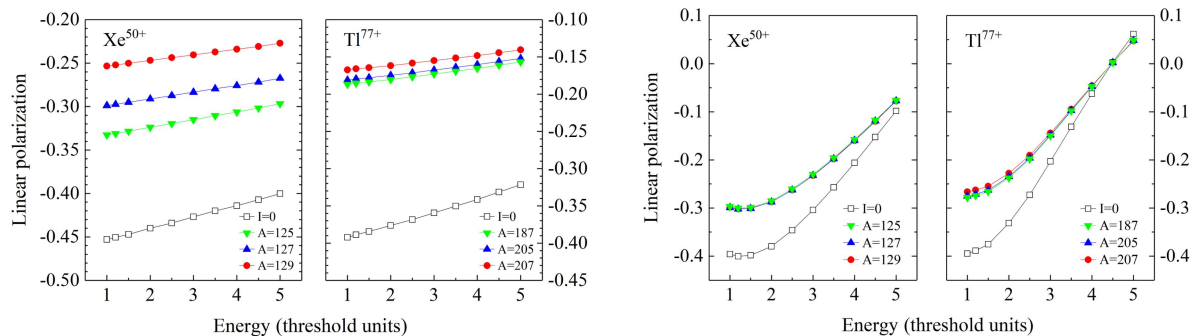 Linear polarization
-0.20
-0.25
-0.30
-0.35
-0.40
-0.45
-0.50
Xe50+
I=0
A=125
A=127
A=129
1 2 3 4 5
Tl77+
I=0
A=187
A=205
A=207
1 2 3 4 5
-0.10
-0.15
-0.20
-0.25
-0.30
-0.35
-0.40
-0.45
Energy (threshold units)
Linear polarization
0.1
0.0
-0.1
-0.2
-0.3
-0.4
Xe50+
I=0
A=125
A=127
A=129
1 2 3 4 5
Tl77+
I=0
A=187
A=205
A=207
1 2 3 4 5
0.1
0.0
-0.1
-0.2
-0.3
-0.4
Energy (threshold units)